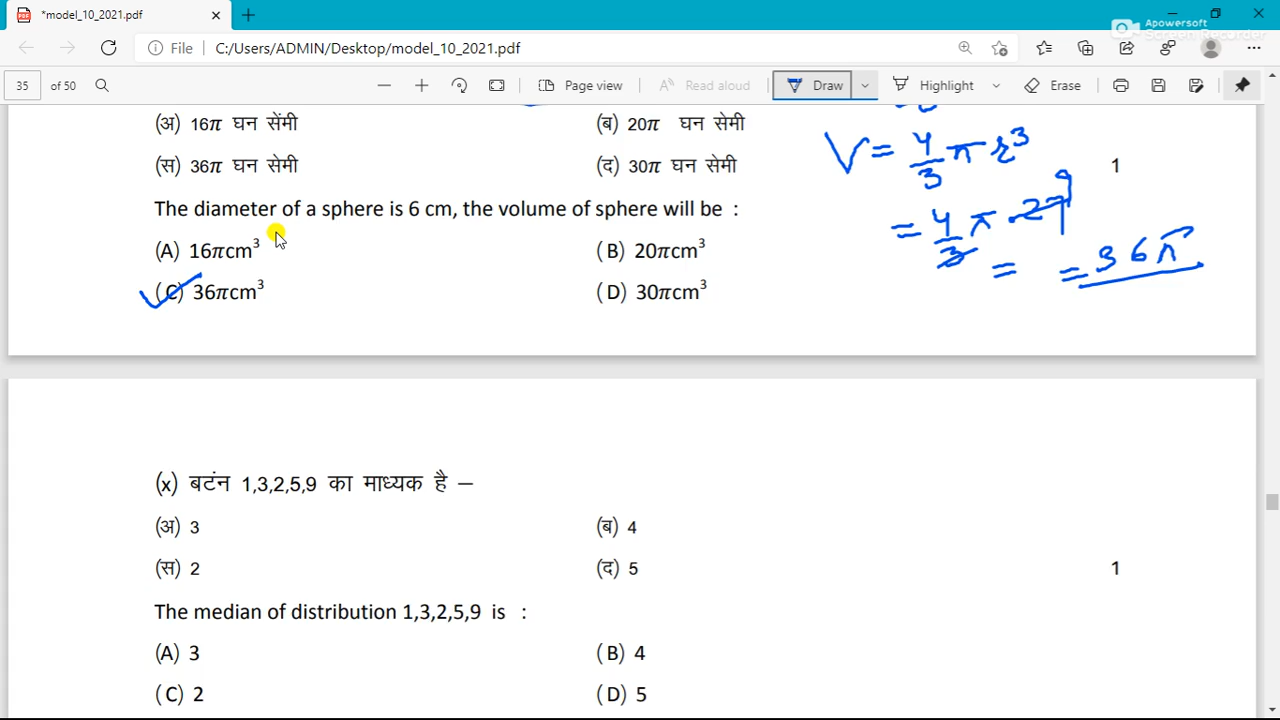 *model_10_2021.pdf
Apowersoft
Screen Recorder
File C:/Users/ADMIN/Desktop/model_10_2021.pdf
35 of 50 Page view Read aloud Draw Highlight Erase
(अ) 16π घन सेंमी (ब) 20π घन सेमी
(स) 36π घन सेमी (द) 30π घन सेमी 1
V = 4/3 π r³
The diameter of a sphere is 6 cm, the volume of sphere will be :
= 4/3 π . 27 9
(A) 16πcm³ (B) 20πcm³
= = 36π
(C) 36πcm³ (D) 30πcm³
(x) बटंन 1,3,2,5,9 का माध्यक है –
(अ) 3 (ब) 4
(स) 2 (द) 5 1
The median of distribution 1,3,2,5,9 is :
(A) 3 (B) 4
(C) 2 (D) 5